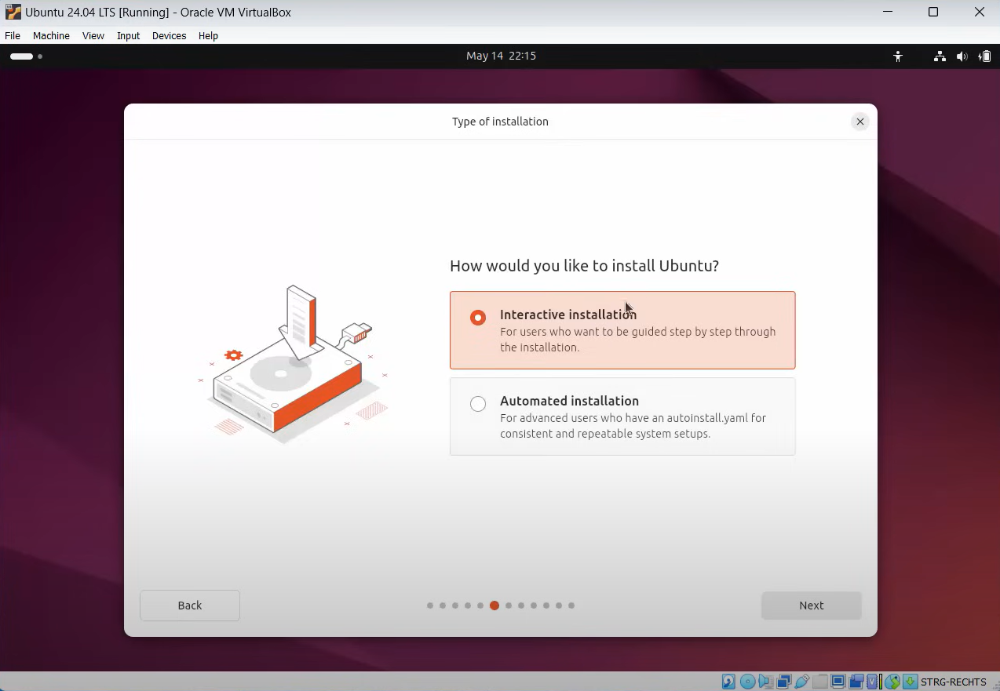 Ubuntu 24.04 LTS [Running] - Oracle VM VirtualBox
File Machine View Input Devices Help
May 14 22:15
Type of installation
How would you like to install Ubuntu?
Interactive installation
For users who want to be guided step by step through
the installation.
Automated installation
For advanced users who have an autoinstall.yaml for
consistent and repeatable system setups.
Back
Next
STRG-RECHTS